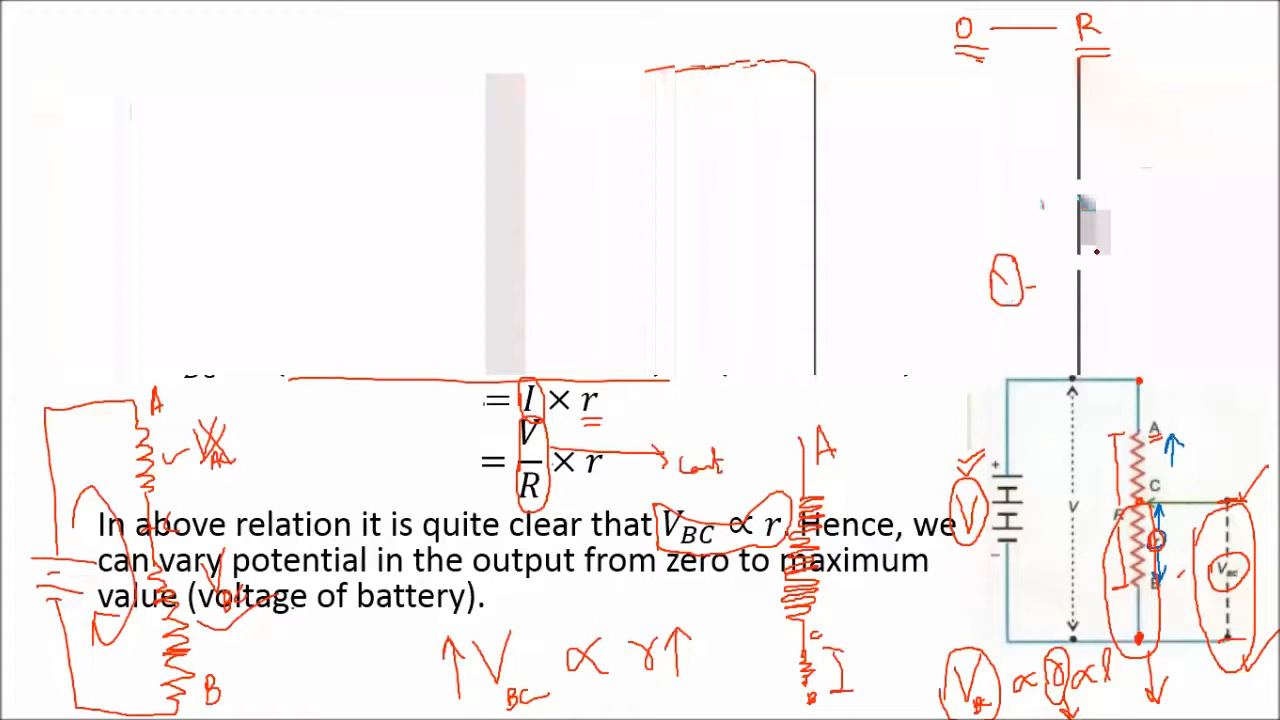 O — R
= I × r
= V/R × r
Cont
In above relation it is quite clear that V_BC ∝ r. Hence, we
can vary potential in the output from zero to maximum
value (voltage of battery).
↑ V_BC ∝ r ↑
A
B
A
I
A
C
V
V
V ∝ r ∝ l